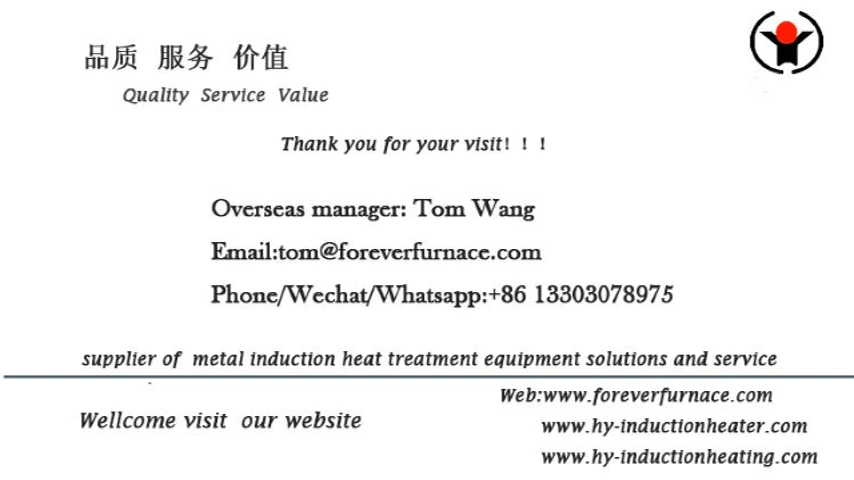 品质 服务 价值
Quality Service Value
Thank you for your visit! ! !
Overseas manager: Tom Wang
Email:tom@foreverfurnace.com
Phone/Wechat/Whatsapp:+86 13303078975
supplier of metal induction heat treatment equipment solutions and service
Web:www.foreverfurnace.com
Wellcome visit our website
www.hy-inductionheater.com
www.hy-inductionheating.com